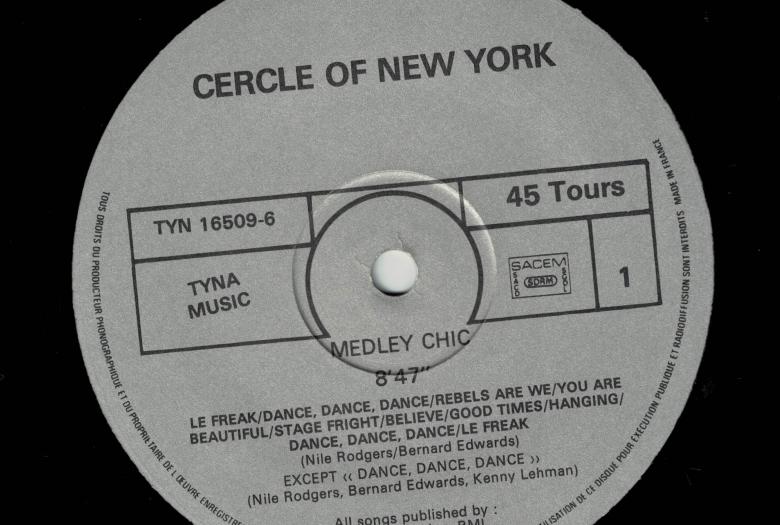 CERCLE OF NEW YORK
TYN 16509-6
45 Tours
TYNA
MUSIC
SACEM
SACD
SDRM
SGDL
1
MEDLEY CHIC
8'47"
LE FREAK/DANCE, DANCE, DANCE/REBELS ARE WE/YOU ARE
BEAUTIFUL/STAGE FRIGHT/BELIEVE/GOOD TIMES/HANGING/
DANCE, DANCE, DANCE/LE FREAK
(Nile Rodgers/Bernard Edwards)
EXCEPT ‹‹ DANCE, DANCE, DANCE ››
(Nile Rodgers, Bernard Edwards, Kenny Lehman)
All songs published by :
BMI
TOUS DROITS DU PRODUCTEUR PHONOGRAPHIQUE ET DU PROPRIETAIRE DE L'ŒUVRE ENREGISTRE
UTILISATION DE CE DISQUE POUR EXECUTION PUBLIQUE ET RADIODIFFUSION SONT INTERDITS MADE IN FRANCE